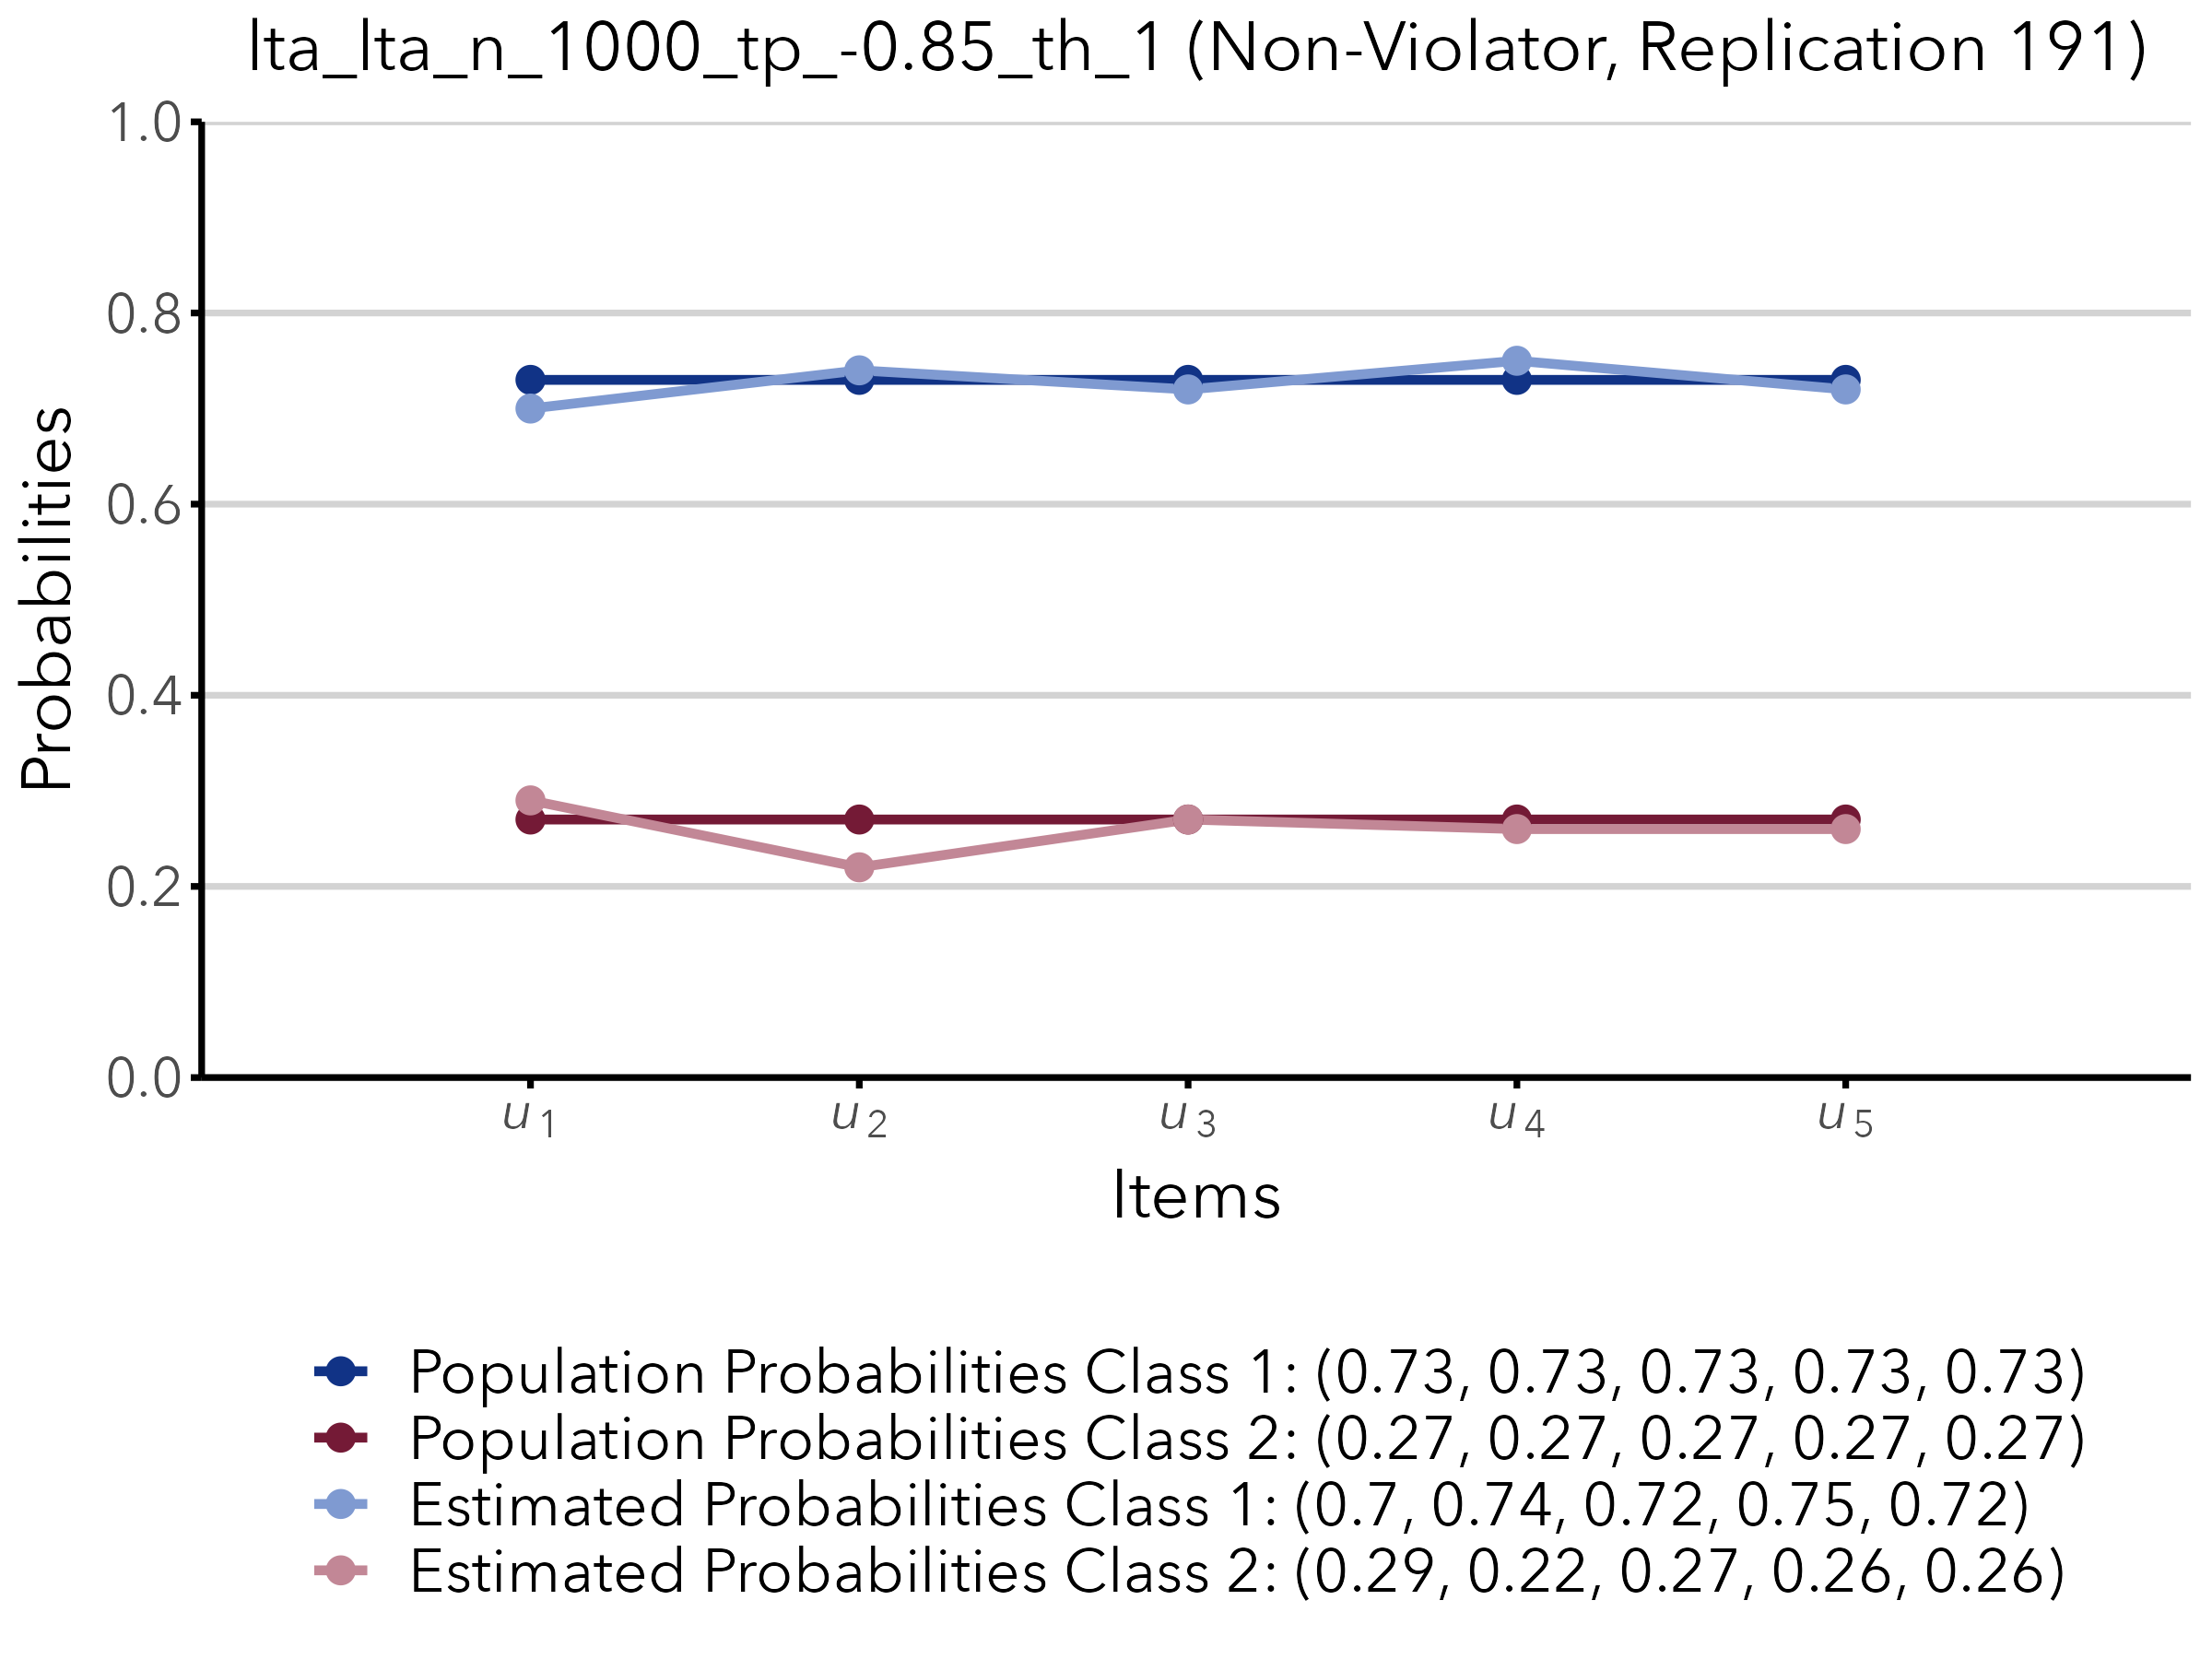 lta_lta_n_1000_tp_-0.85_th_1 (Non-Violator, Replication 191)
1.0
0.8
0.6
0.4
0.2
0.0
Probabilities
u1 u2 u3 u4 u5
Items
Population Probabilities Class 1: (0.73, 0.73, 0.73, 0.73, 0.73)
Population Probabilities Class 2: (0.27, 0.27, 0.27, 0.27, 0.27)
Estimated Probabilities Class 1: (0.7, 0.74, 0.72, 0.75, 0.72)
Estimated Probabilities Class 2: (0.29, 0.22, 0.27, 0.26, 0.26)